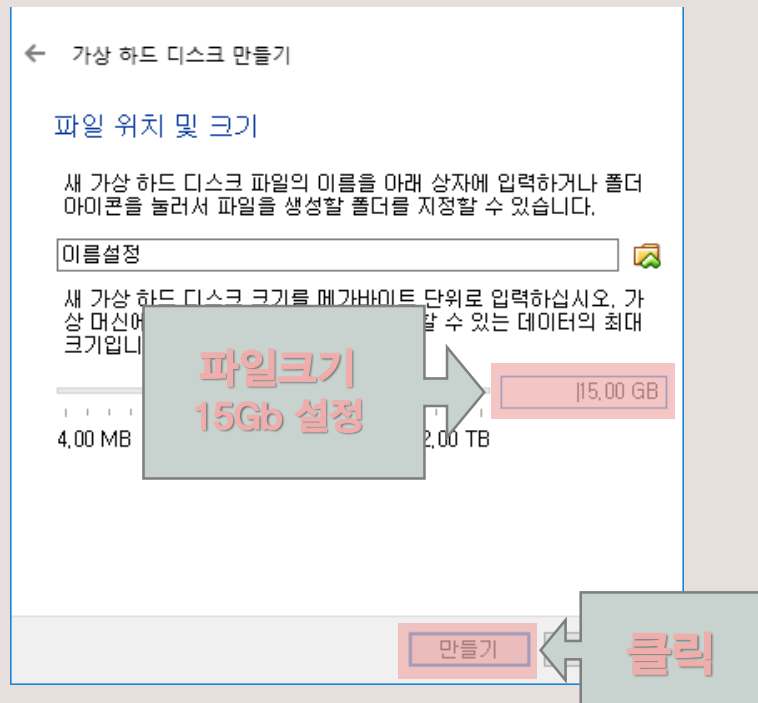 가상 하드 디스크 만들기
파일 위치 및 크기
새 가상 하드 디스크 파일의 이름을 아래 상자에 입력하거나 폴더
아이콘을 눌러서 파일을 생성할 폴더를 지정할 수 있습니다.
이름설정
새 가상 하드 디스크 크기를 메가바이트 단위로 입력하십시오. 가
상 머신에 수 있는 데이터의 최대
크기입니
파일크기
15Gb 설정
15,00 GB
4,00 MB
2,00 TB
만들기
클릭